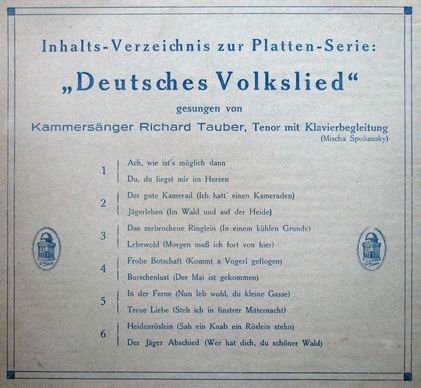 Inhalts-Verzeichnis zur Platten-Serie:
„Deutsches Volkslied“
gesungen von
Kammersänger Richard Tauber, Tenor mit Klavierbegleitung
(Mischa Spoliansky)
1
Ach, wie ist's möglich dann
Du, du liegst mir im Herzen
2
Der gute Kamerad (Ich hatt' einen Kameraden)
Jägerleben (Im Wald und auf der Heide)
3
Das zerbrochene Ringlein (In einem kühlen Grunde)
Lebewohl (Morgen muß ich fort von hier)
4
Frohe Botschaft (Kommt a Vogerl geflogen)
Burschenlust (Der Mai ist gekommen)
5
In der Ferne (Nun leb wohl, du kleine Gasse)
Treue Liebe (Steh ich in finstrer Mitternacht)
6
Heidenröslein (Sah ein Knab ein Röslein stehn)
Der Jäger Abschied (Wer hat dich, du schöner Wald)